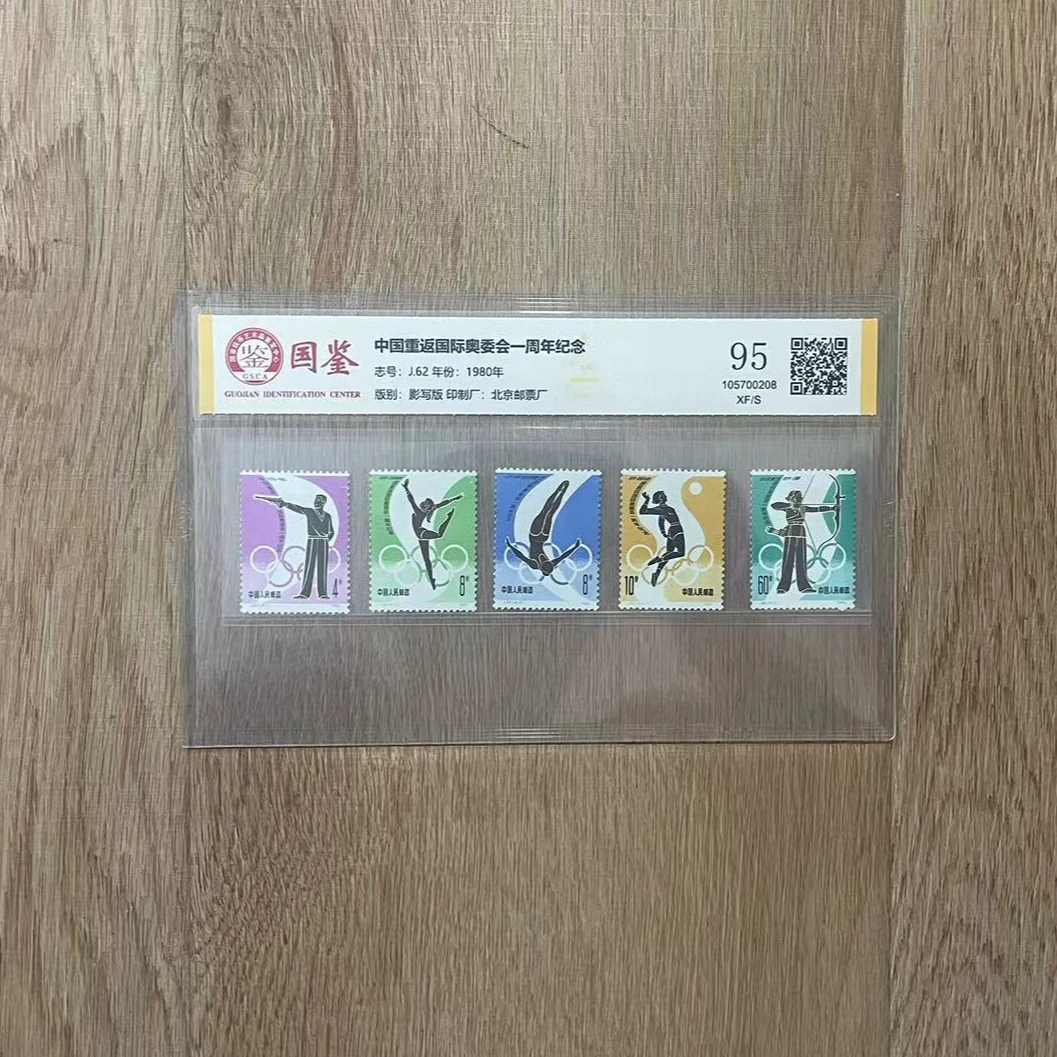 国鉴
GSCA
GUOJIAN IDENTIFICATION CENTER
中国重返国际奥委会一周年纪念
志号：J.62 年份：1980年
版别：影写版 印制厂：北京邮票厂
95
105700208
XF/S
4分
中国人民邮政
8分
中国人民邮政
8分
中国人民邮政
10分
中国人民邮政
60分
中国人民邮政